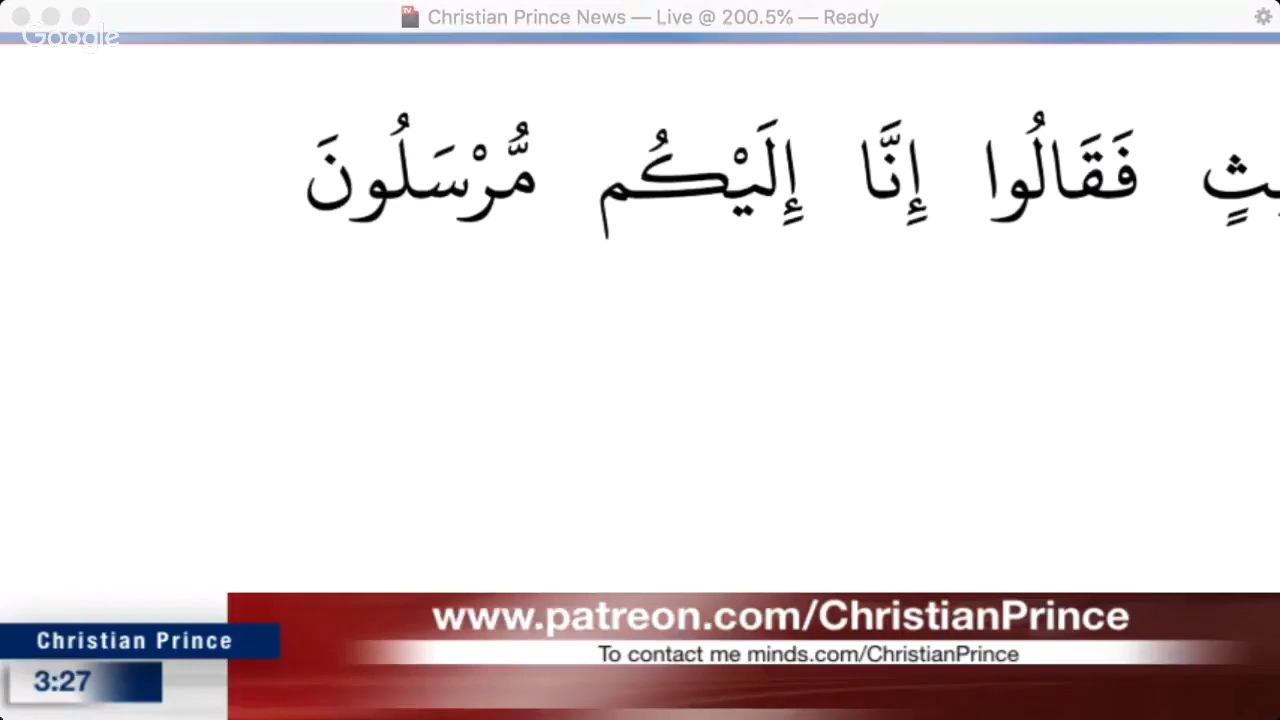 Christian Prince News — Live @ 200.5% — Ready
Google
فَقَالُوا إِنَّا إِلَيْكُم مُّرْسَلُونَ
www.patreon.com/ChristianPrince
Christian Prince
To contact me minds.com/ChristianPrince
3:27